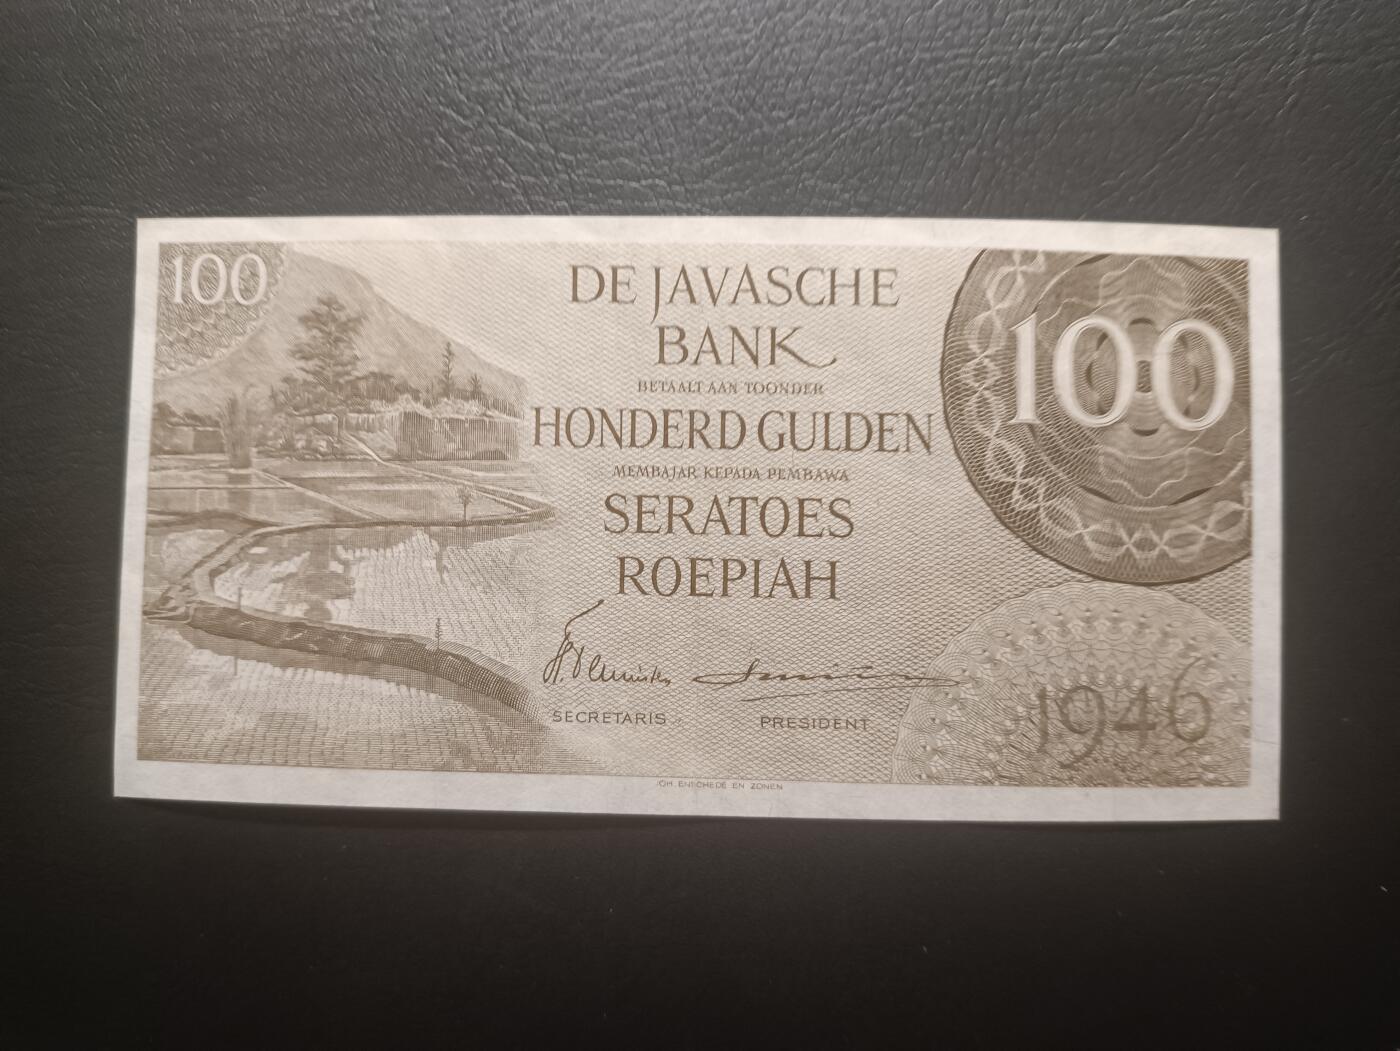 100
DE JAVASCHE
BANK
BETAALT AAN TOONDER
HONDERD GULDEN
MEMBAJAR KEPADA PEMBAWA
SERATOES
ROEPIAH
SECRETARIS
PRESIDENT
100
1946
JOH. ENSCHEDE EN ZONEN